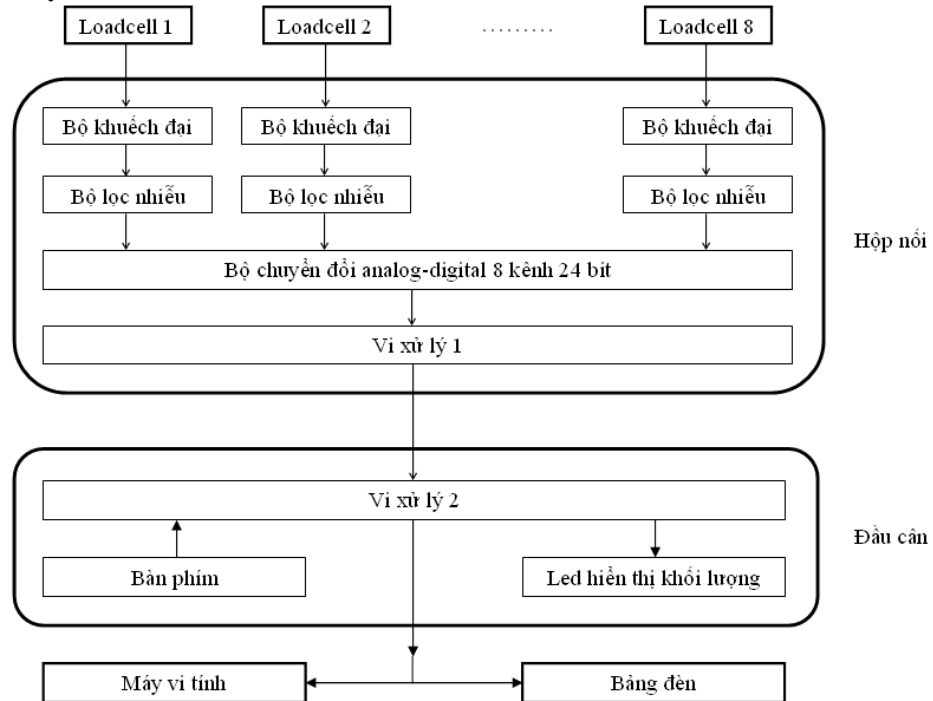 Loadcell 1 Loadcell 2 ......... Loadcell 8
Bộ khuếch đại Bộ khuếch đại Bộ khuếch đại
Bộ lọc nhiễu Bộ lọc nhiễu Bộ lọc nhiễu
Hộp nối
Bộ chuyển đổi analog-digital 8 kênh 24 bit
Vi xử lý 1
Vi xử lý 2
Đầu cân
Bàn phím Led hiển thị khối lượng
Máy vi tính Bảng đèn